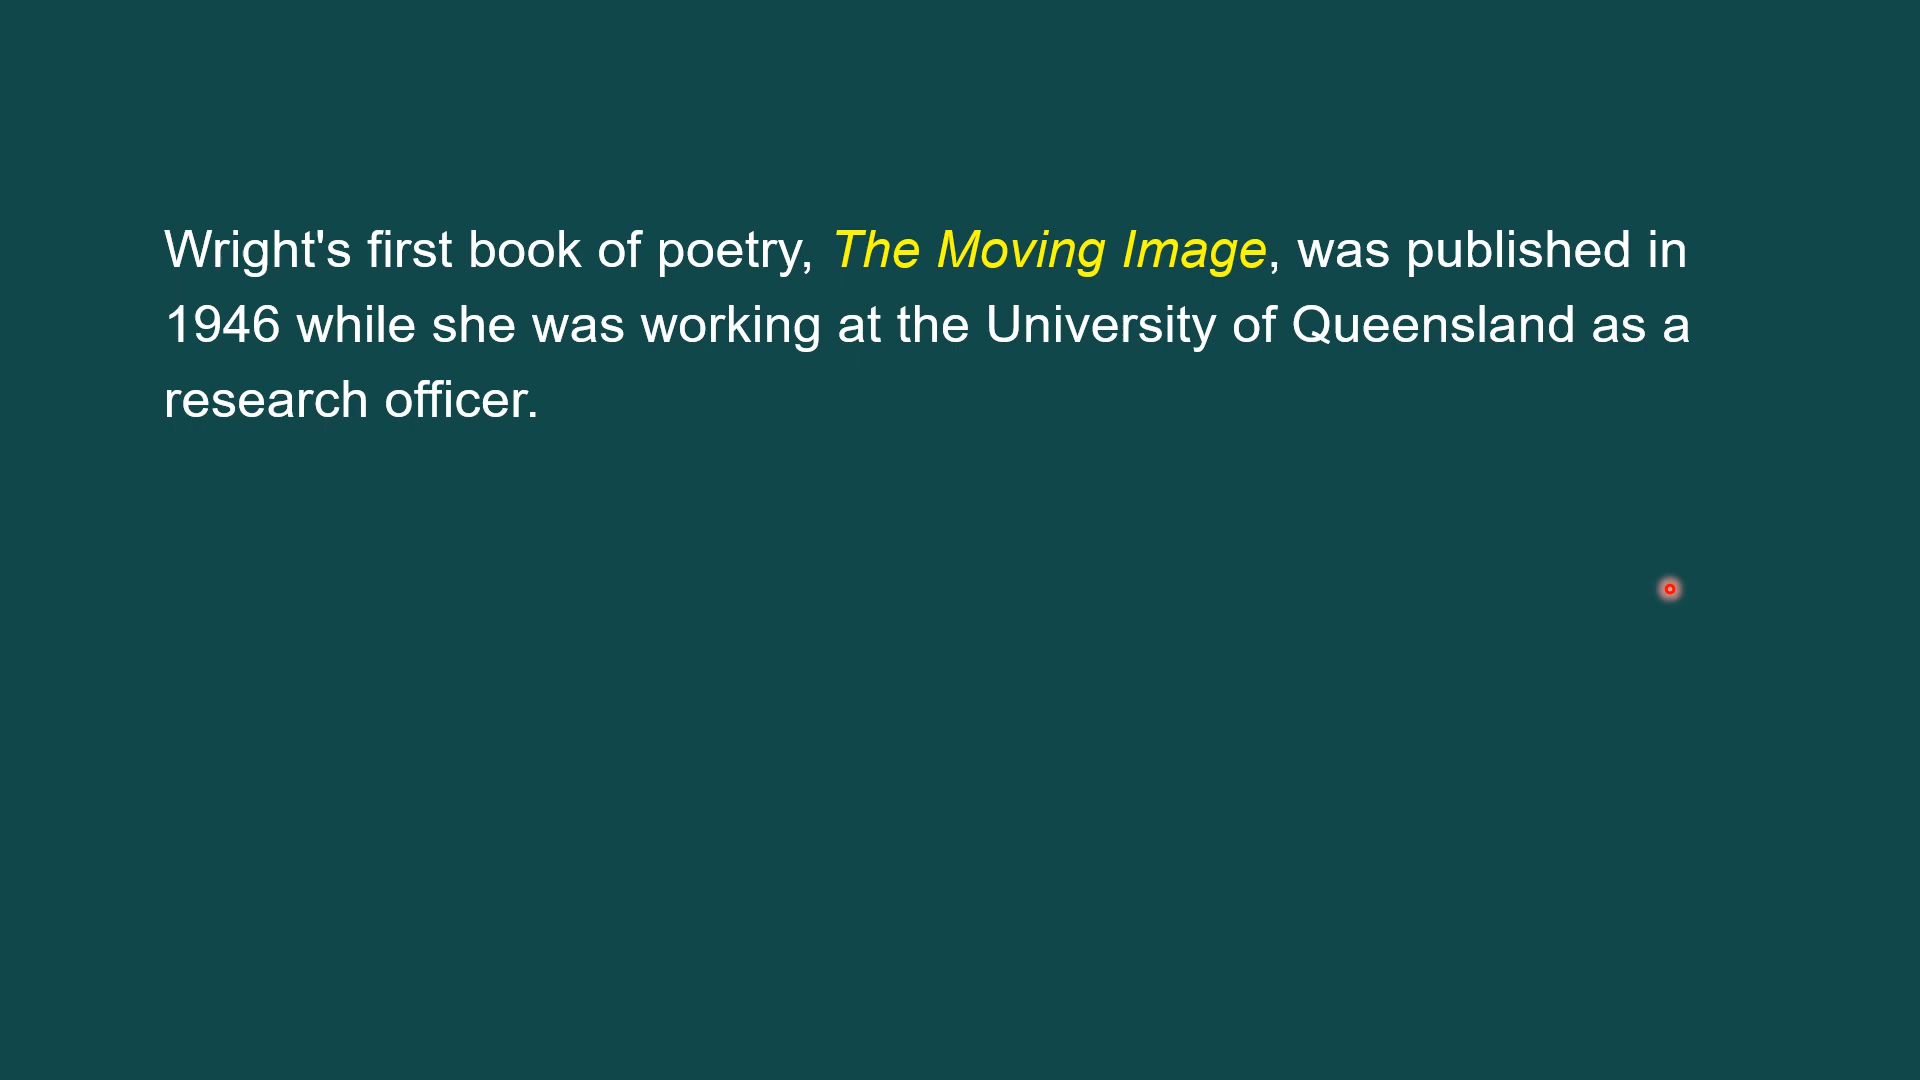 Wright's first book of poetry, The Moving Image, was published in
1946 while she was working at the University of Queensland as a
research officer.